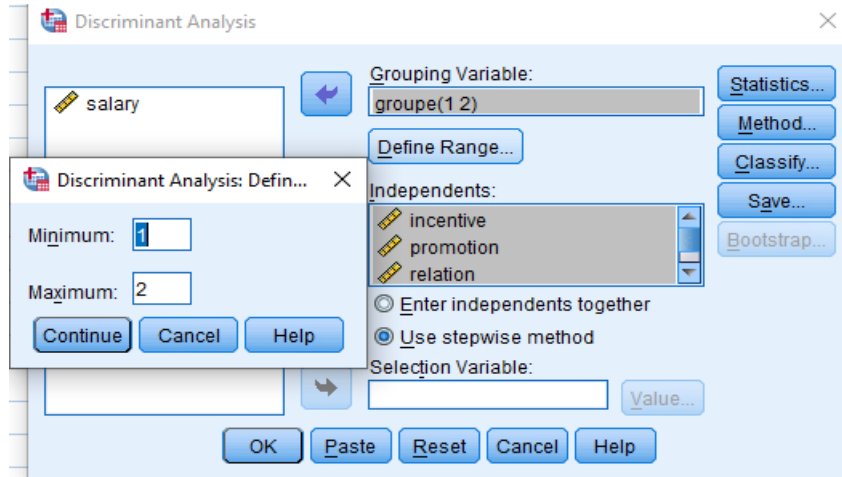 Discriminant Analysis
salary
Grouping Variable:
groupe(1 2)
Define Range...
Independents:
incentive
promotion
relation
Enter independents together
Use stepwise method
Selection Variable:
Value...
Statistics...
Method...
Classify...
Save...
Bootstrap...
Discriminant Analysis: Defin...
Minimum: 1
Maximum: 2
Continue Cancel Help
OK Paste Reset Cancel Help